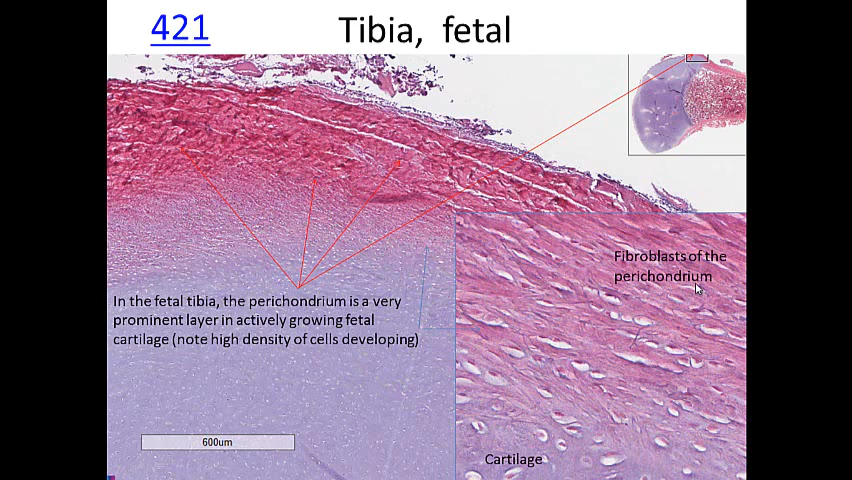 421
Tibia, fetal
Fibroblasts of the
perichondrium
In the fetal tibia, the perichondrium is a very
prominent layer in actively growing fetal
cartilage (note high density of cells developing)
600um
Cartilage